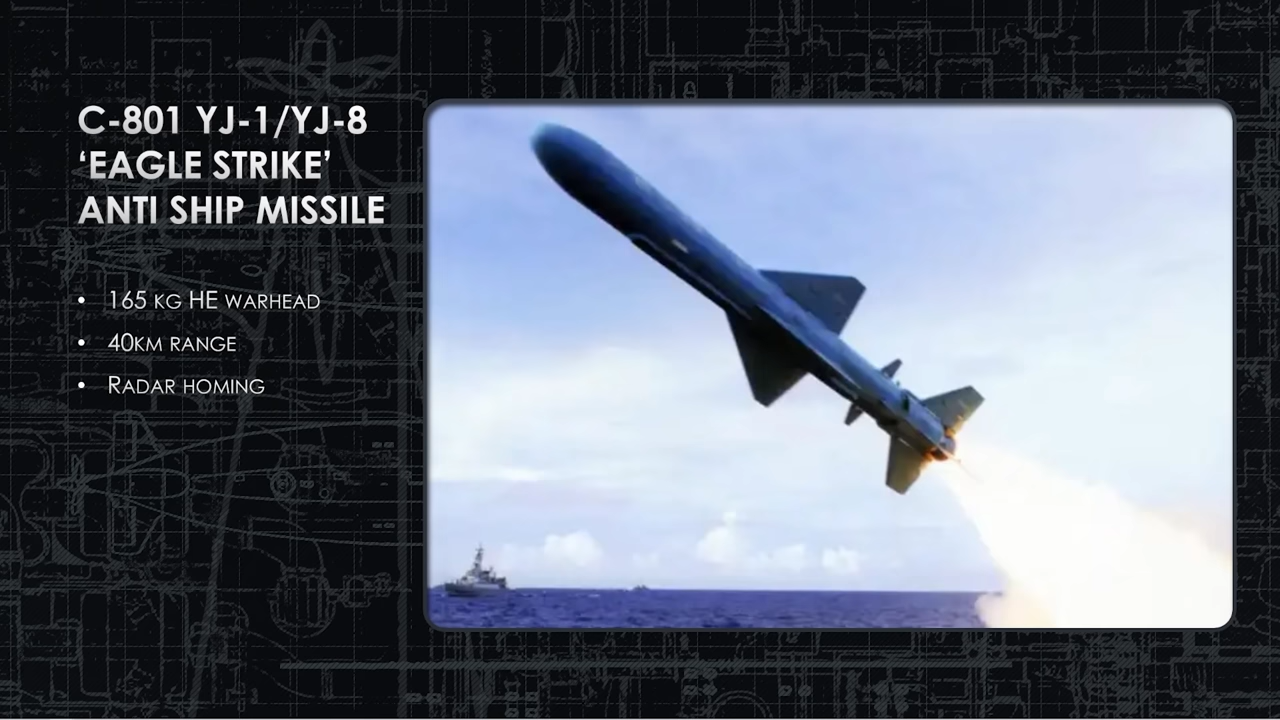 C-801 YJ-1/YJ-8
‘EAGLE STRIKE’
ANTI SHIP MISSILE
• 165 KG HE WARHEAD
• 40KM RANGE
• RADAR HOMING